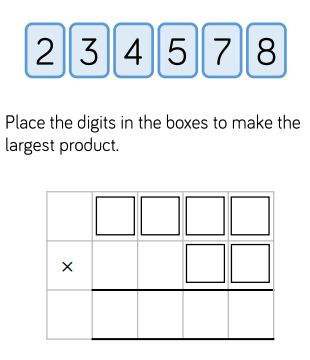 2 3 4 5 7 8
Place the digits in the boxes to make the
largest product.
×